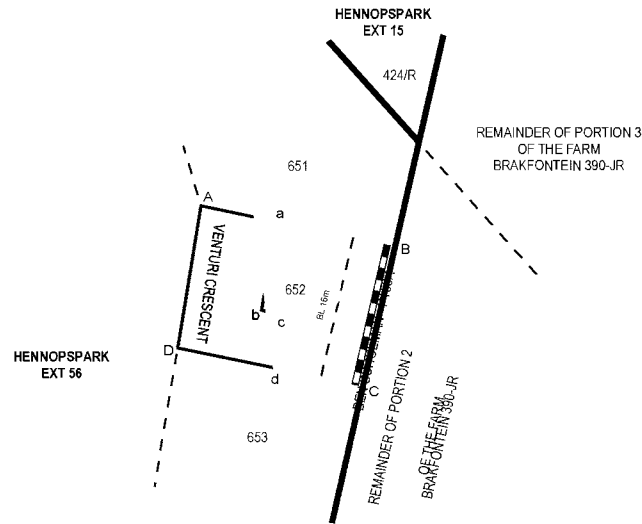 HENNOPSPARK
EXT 15
424/R
REMAINDER OF PORTION 3
OF THE FARM
BRAKFONTEIN 390-JR
651
A
a
VENTURI CRESCENT
B
652
b
c
BL 16m
D
HENNOPSPARK
EXT 56
d
C
653
REMAINDER OF PORTION 2
OF THE FARM
BRAKFONTEIN 390-JR